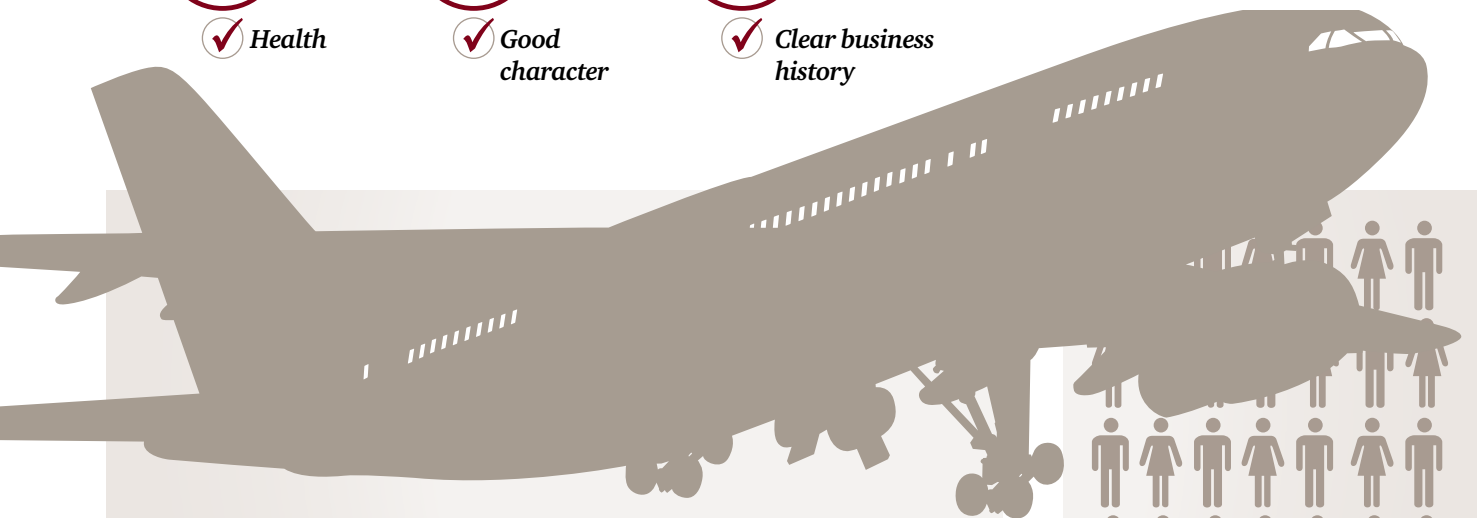 Health
Good
character
Clear business
history